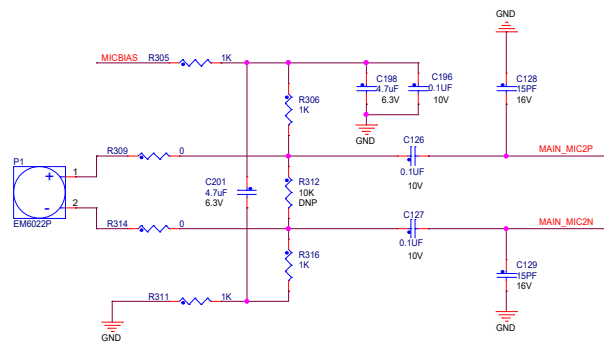 GND
MICBIAS R305 1K
C198
4.7uF
6.3V
C196
0.1UF
10V
C128
15PF
16V
R306
1K
GND
P1
R309 0
C126
0.1UF
10V
MAIN_MIC2P
+ 1
- 2
EM6022P
C201
4.7uF
6.3V
R312
10K
DNP
R314 0
C127
0.1UF
10V
MAIN_MIC2N
R316
1K
C129
15PF
16V
R311 1K
GND
GND